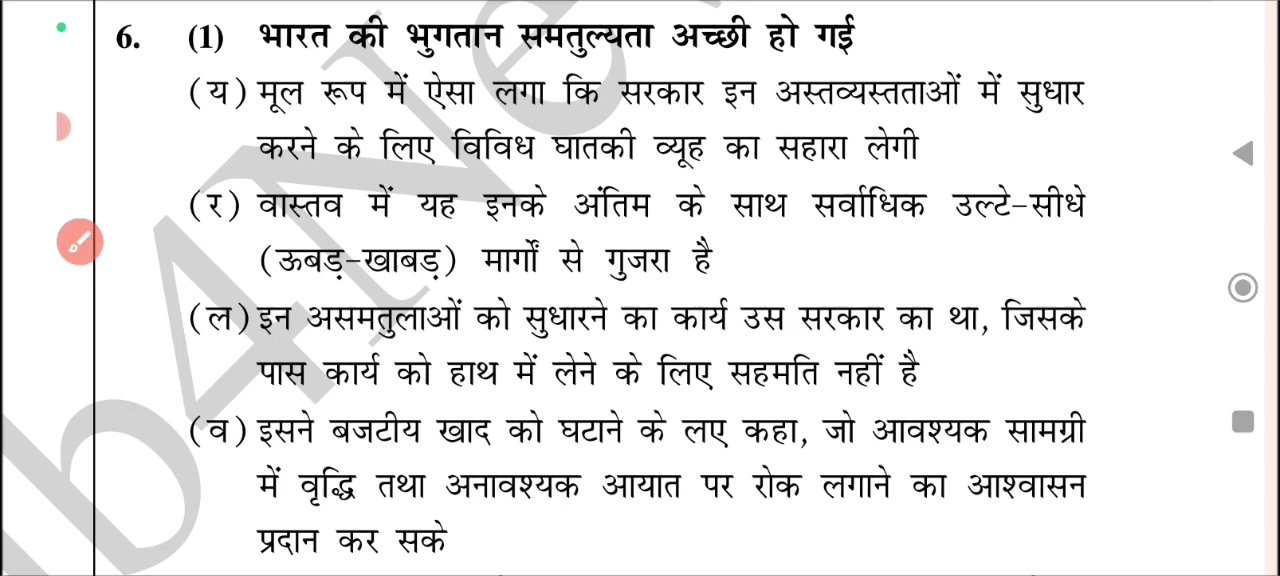 6. (1) भारत की भुगतान समतुल्यता अच्छी हो गई
(य) मूल रूप में ऐसा लगा कि सरकार इन अस्तव्यस्तताओं में सुधार
करने के लिए विविध घातकी व्यूह का सहारा लेगी
(र) वास्तव में यह इनके अंतिम के साथ सर्वाधिक उल्टे-सीधे
(ऊबड़-खाबड़) मार्गों से गुजरा है
(ल) इन असमतुलाओं को सुधारने का कार्य उस सरकार का था, जिसके
पास कार्य को हाथ में लेने के लिए सहमति नहीं है
(व) इसने बजटीय खाद को घटाने के लए कहा, जो आवश्यक सामग्री
में वृद्धि तथा अनावश्यक आयात पर रोक लगाने का आश्वासन
प्रदान कर सके